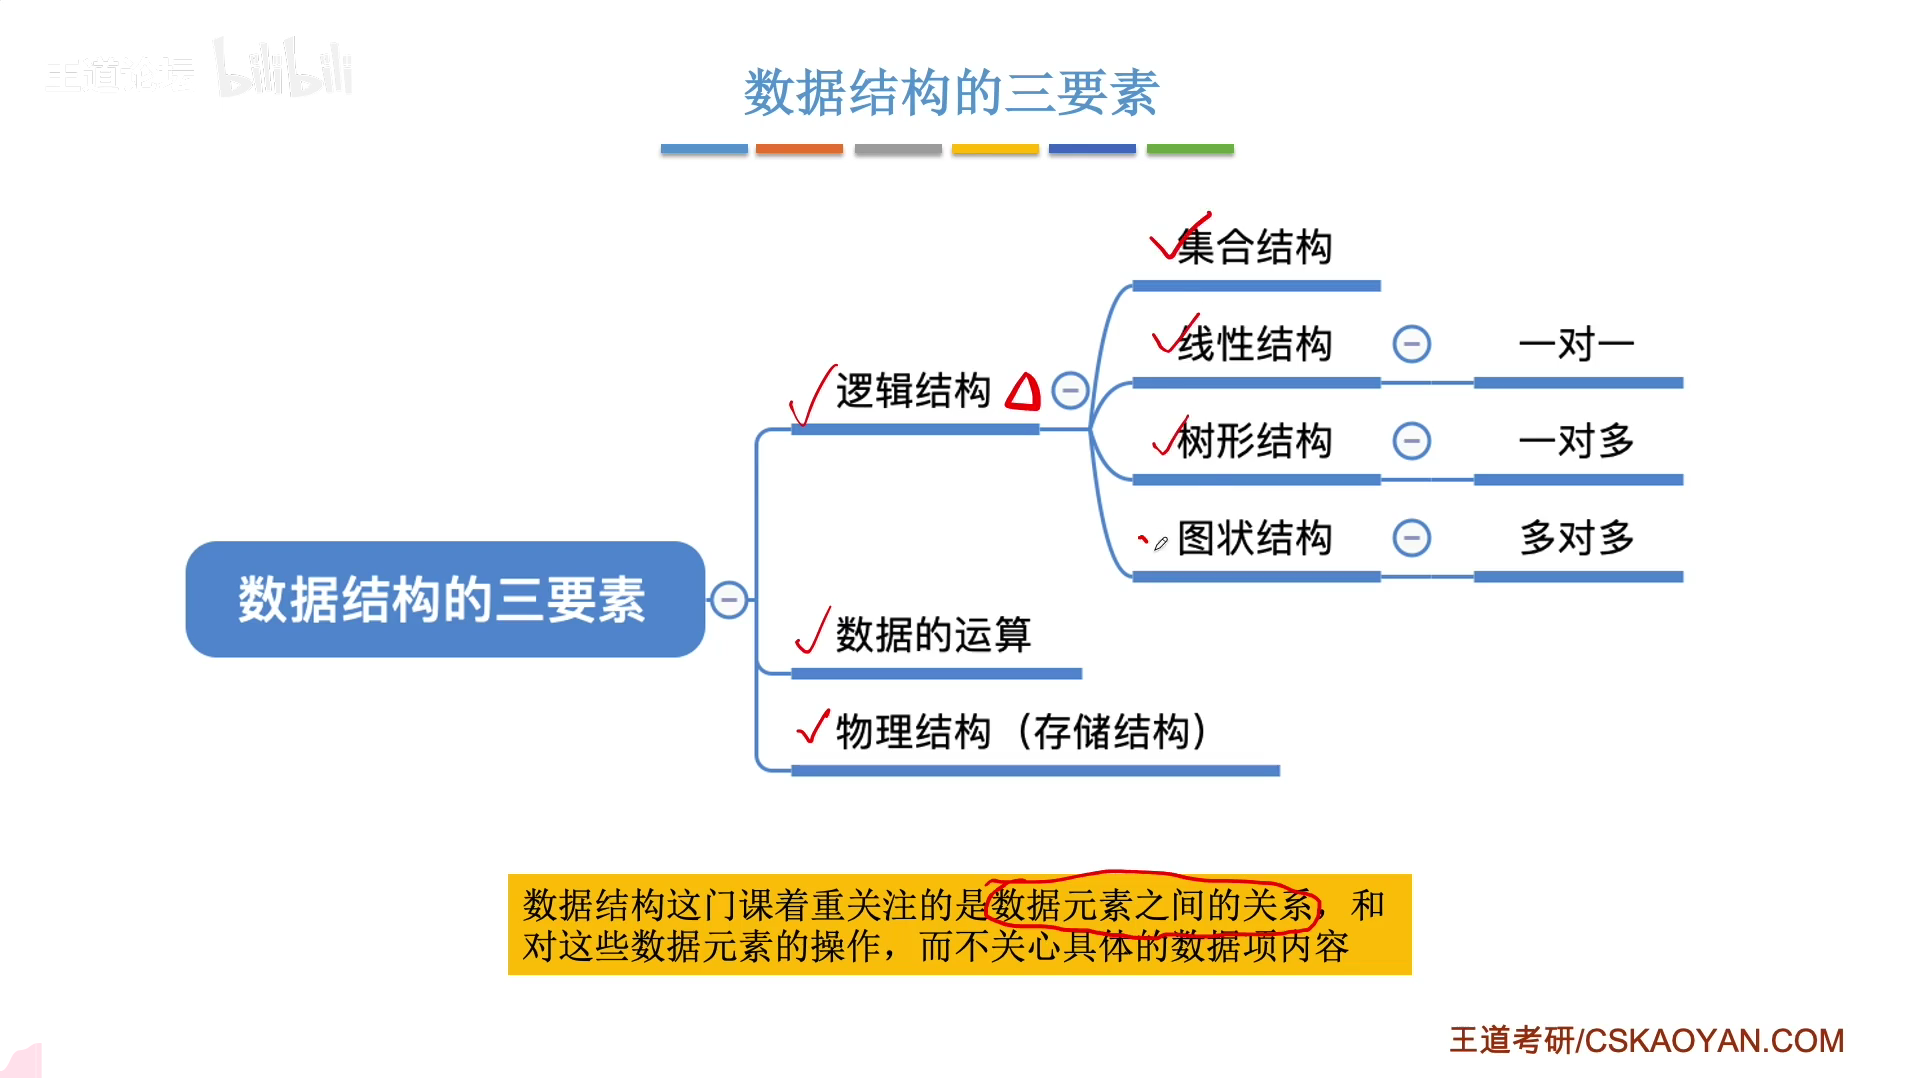 王道论坛 bilibili
数据结构的三要素
集合结构
线性结构 一对一
逻辑结构
树形结构 一对多
图状结构 多对多
数据结构的三要素
数据的运算
物理结构（存储结构）
数据结构这门课着重关注的是数据元素之间的关系，和
对这些数据元素的操作，而不关心具体的数据项内容
王道考研/CSKAOYAN.COM